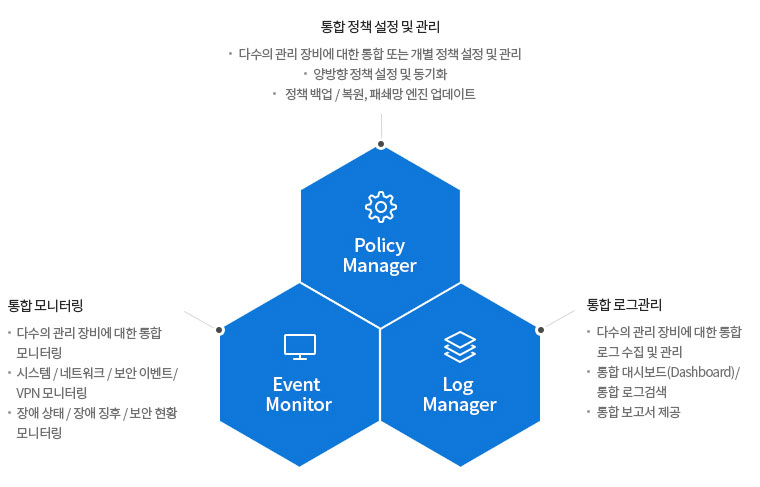 통합 정책 설정 및 관리
• 다수의 관리 장비에 대한 통합 또는 개별 정책 설정 및 관리
• 양방향 정책 설정 및 동기화
• 정책 백업 / 복원, 패쇄망 엔진 업데이트
Policy
Manager
통합 모니터링
• 다수의 관리 장비에 대한 통합
모니터링
• 시스템 / 네트워크 / 보안 이벤트 /
VPN 모니터링
• 장애 상태 / 장애 징후 / 보안 현황
모니터링
Event
Monitor
Log
Manager
통합 로그관리
• 다수의 관리 장비에 대한 통합
로그 수집 및 관리
• 통합 대시보드(Dashboard) /
통합 로그검색
• 통합 보고서 제공